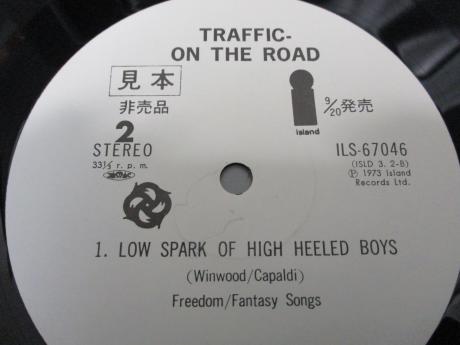 TRAFFIC-
ON THE ROAD
見本
非売品
2
STEREO
33⅓ r. p. m.
island
9/20発売
ILS-67046
(ISLD 3. 2-B)
Ⓟ 1973 Island
Records Ltd.
1. LOW SPARK OF HIGH HEELED BOYS
(Winwood/Capaldi)
Freedom/Fantasy Songs